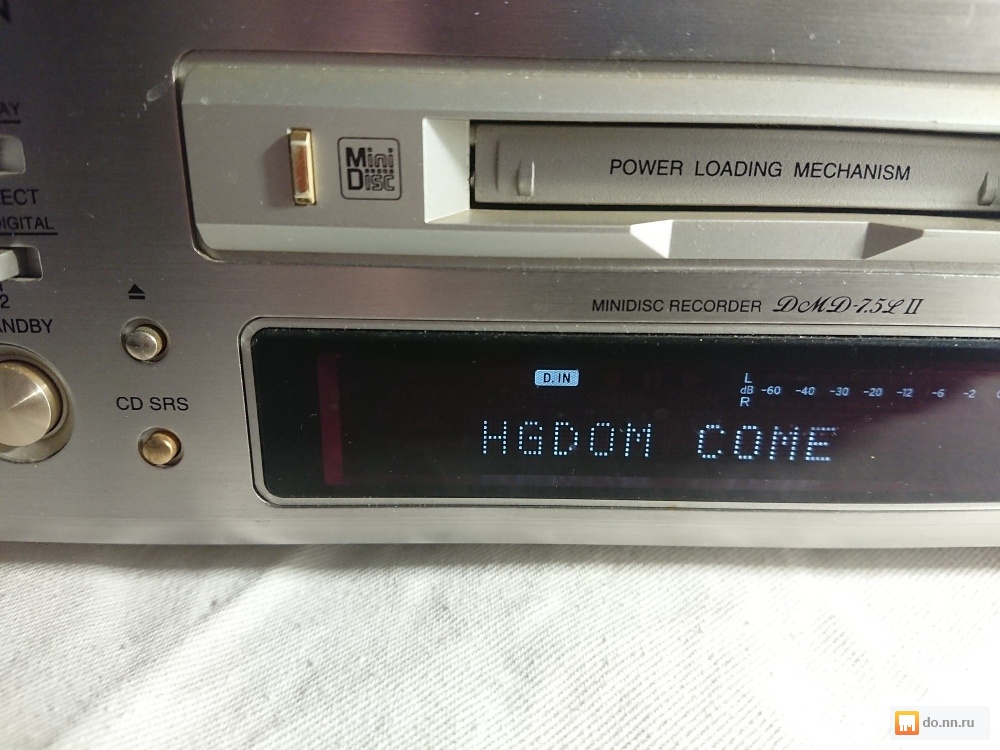 AY
Mini
Disc
POWER LOADING MECHANISM
ECT
DIGITAL
2
ANDBY
MINIDISC RECORDER DMD-7.5L II
CD SRS
D. IN
L
dB -60 -40 -30 -20 -12 -6 -2
R
HGDOM COME
do.nn.ru